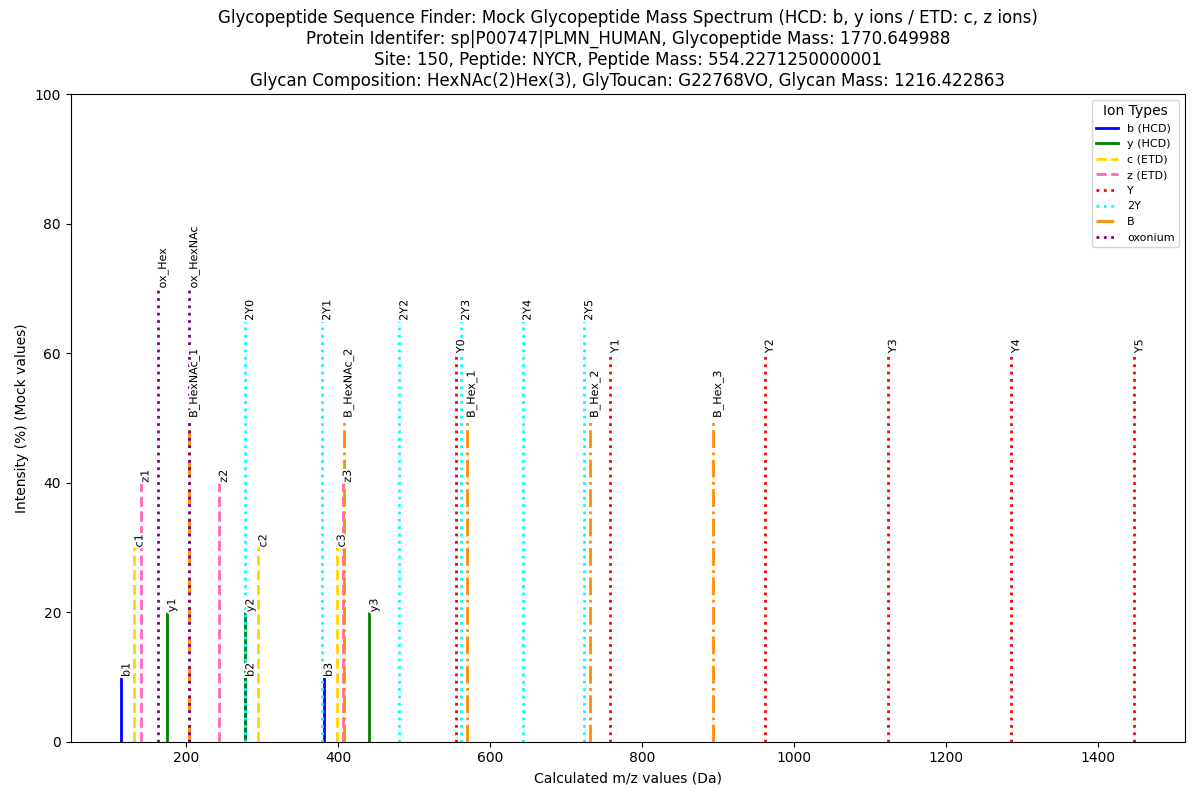 Glycopeptide Sequence Finder: Mock Glycopeptide Mass Spectrum (HCD: b, y ions / ETD: c, z ions)
Protein Identifer: sp|P00747|PLMN_HUMAN, Glycopeptide Mass: 1770.649988
Site: 150, Peptide: NYCR, Peptide Mass: 554.2271250000001
Glycan Composition: HexNAc(2)Hex(3), GlyToucan: G22768VO, Glycan Mass: 1216.422863
Intensity (%) (Mock values)
100
80
60
40
20
0
Ion Types
b (HCD)
y (HCD)
c (ETD)
z (ETD)
Y
2Y
B
oxonium
ox_Hex
ox_HexNAc
2Y0
2Y1
2Y2
2Y3
2Y4
2Y5
Y0
Y1
Y2
Y3
Y4
Y5
B_HexNAc_1
B_HexNAc_2
B_Hex_1
B_Hex_2
B_Hex_3
z1
z2
z3
c1
c2
c3
y1
y2
y3
b1
b2
b3
200
400
600
800
1000
1200
1400
Calculated m/z values (Da)